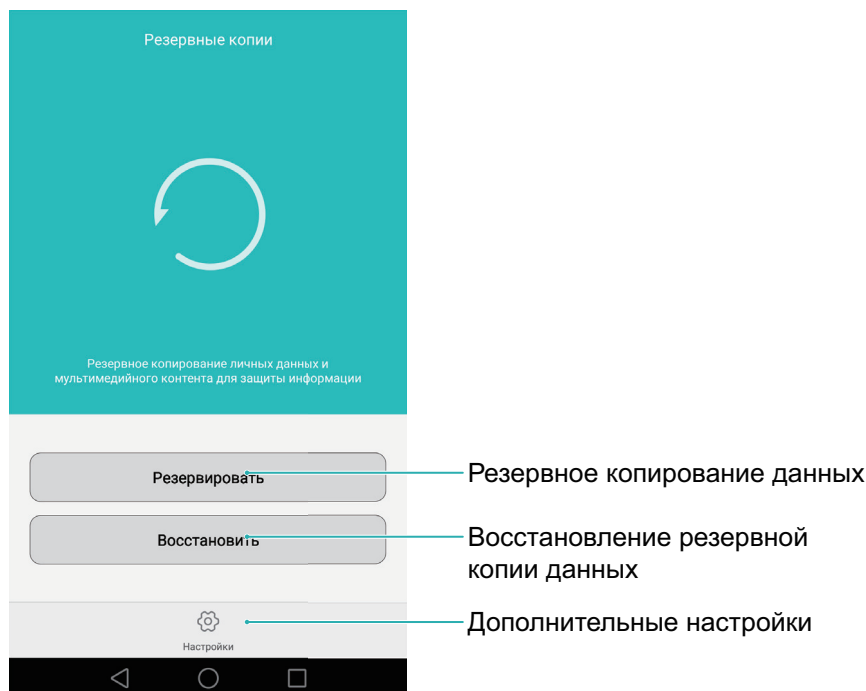 Резервные копии
Резервное копирование личных данных и
мультимедийного контента для защиты информации
Резервировать
Резервное копирование данных
Восстановить
Восстановление резервной
копии данных
Дополнительные настройки
Настройки